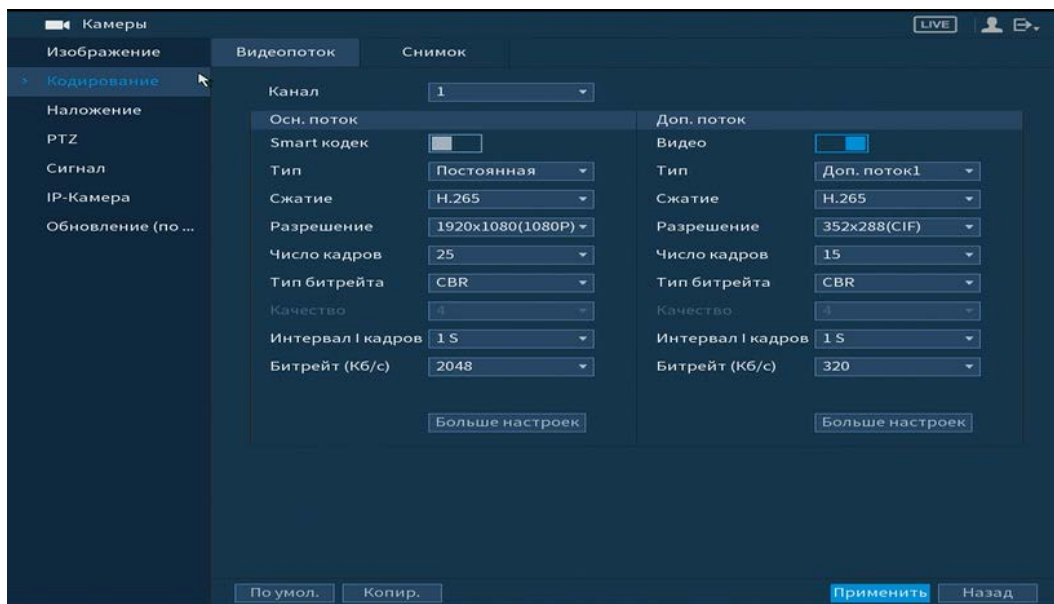 Камеры
LIVE
Изображение
Кодирование
Наложение
PTZ
Сигнал
IP-Камера
Обновление (по ...
Видеопоток Снимок
Канал 1
Осн. поток Доп. поток
Smart кодек Видео
Тип Постоянная Тип Доп. поток1
Сжатие H.265 Сжатие H.265
Разрешение 1920x1080(1080P) Разрешение 352x288(CIF)
Число кадров 25 Число кадров 15
Тип битрейта CBR Тип битрейта CBR
Качество 4 Качество 4
Интервал I кадров 1 S Интервал I кадров 1 S
Битрейт (Кб/с) 2048 Битрейт (Кб/с) 320
Больше настроек Больше настроек
По умол. Копир. Применить Назад